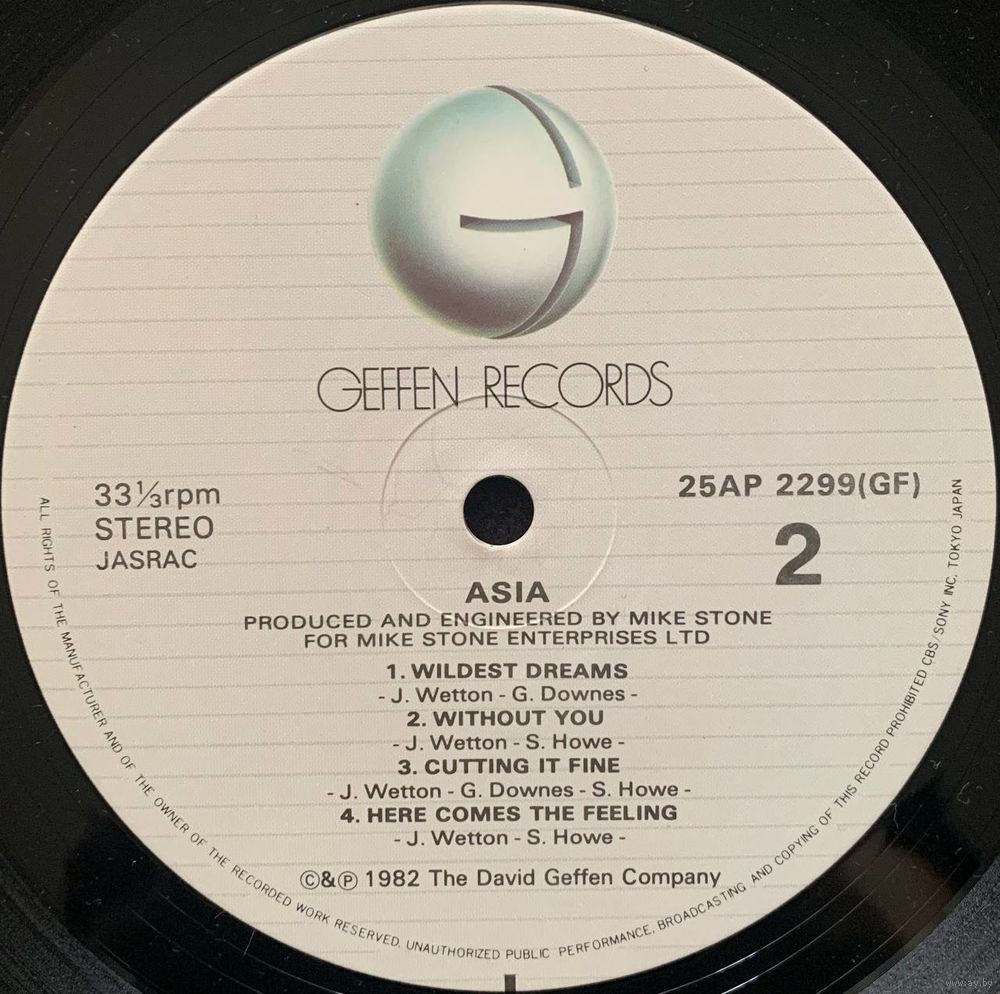 GEFFEN RECORDS
33⅓rpm
STEREO
JASRAC
25AP 2299(GF)
2
ASIA
PRODUCED AND ENGINEERED BY MIKE STONE
FOR MIKE STONE ENTERPRISES LTD
1. WILDEST DREAMS
- J. Wetton - G. Downes -
2. WITHOUT YOU
- J. Wetton - S. Howe -
3. CUTTING IT FINE
- J. Wetton - G. Downes - S. Howe -
4. HERE COMES THE FEELING
- J. Wetton - S. Howe -
©&℗ 1982 The David Geffen Company
ALL RIGHTS OF THE MANUFACTURER AND OF THE OWNER OF THE RECORDED WORK RESERVED. UNAUTHORIZED PUBLIC PERFORMANCE, BROADCASTING AND COPYING OF THIS RECORD PROHIBITED CBS/SONY INC. TOKYO JAPAN
www.ay.by